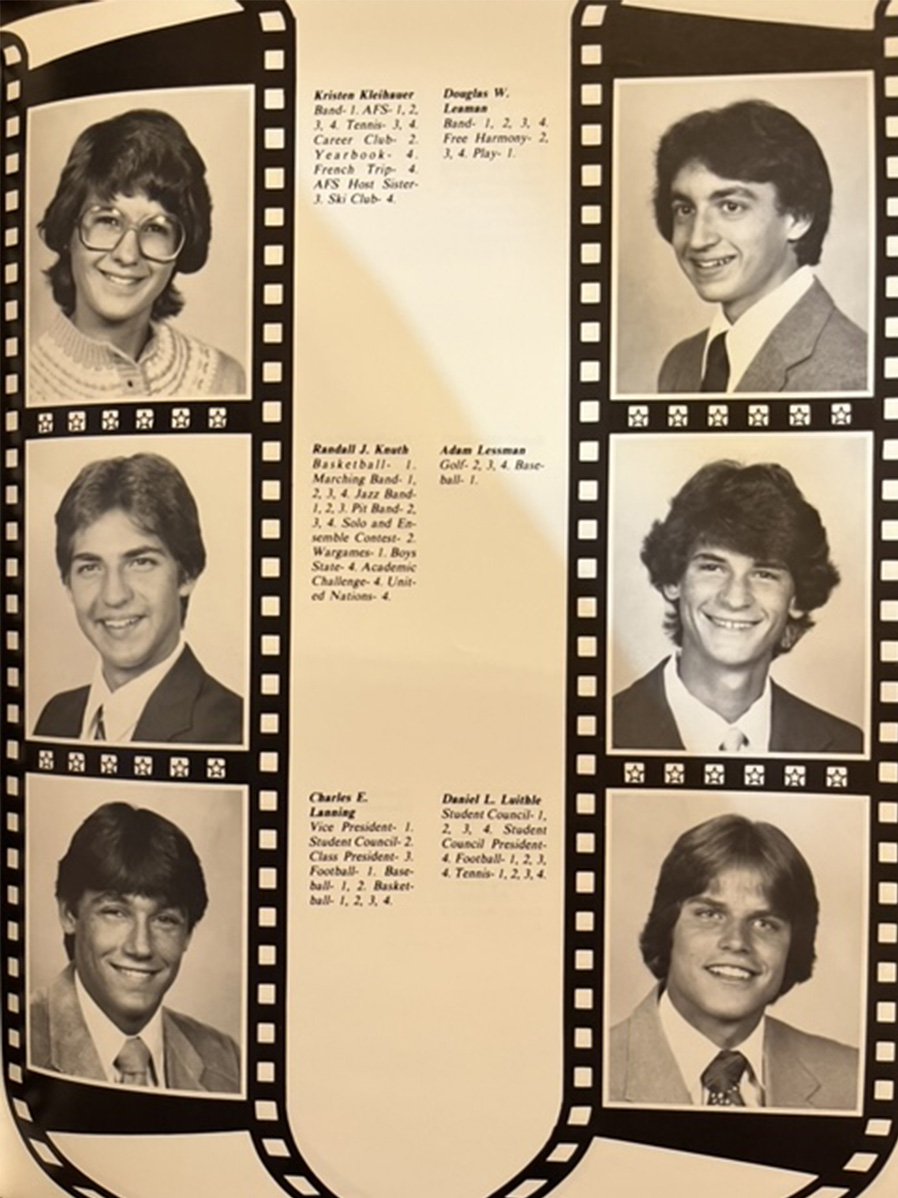 Kristen Kleihauer
Band- 1. AFS- 1, 2,
3, 4. Tennis- 3, 4.
Career Club- 2.
Yearbook- 4.
French Trip- 4.
AFS Host Sister-
3. Ski Club- 4.
Douglas W.
Leaman
Band- 1, 2, 3, 4.
Free Harmony- 2,
3, 4. Play- 1.
Randall J. Knuth
Basketball- 1.
Marching Band- 1,
2, 3, 4. Jazz Band-
1, 2, 3. Pit Band- 2,
3, 4. Solo and En-
semble Contest- 2.
Wargames- 1. Boys
State- 4. Academic
Challenge- 4. Unit-
ed Nations- 4.
Adam Lessman
Golf- 2, 3, 4. Base-
ball- 1.
Charles E.
Lanning
Vice President- 1.
Student Council- 2.
Class President- 3.
Football- 1. Base-
ball- 1, 2. Basket-
ball- 1, 2, 3, 4.
Daniel L. Luithle
Student Council- 1,
2, 3, 4. Student
Council President-
4. Football- 1, 2, 3,
4. Tennis- 1, 2, 3, 4.